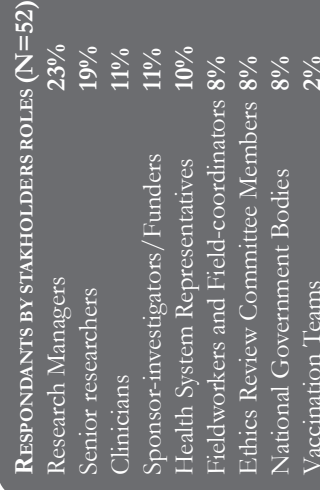 RESPONDANTS BY STAKHOLDERS ROLES (N=52)
Research Managers 23%
Senior researchers 19%
Clinicians 11%
Sponsor-investigators/Funders 11%
Health System Representatives 10%
Fieldworkers and Field-coordinators 8%
Ethics Review Committee Members 8%
National Government Bodies 8%
Vaccination Teams 2%